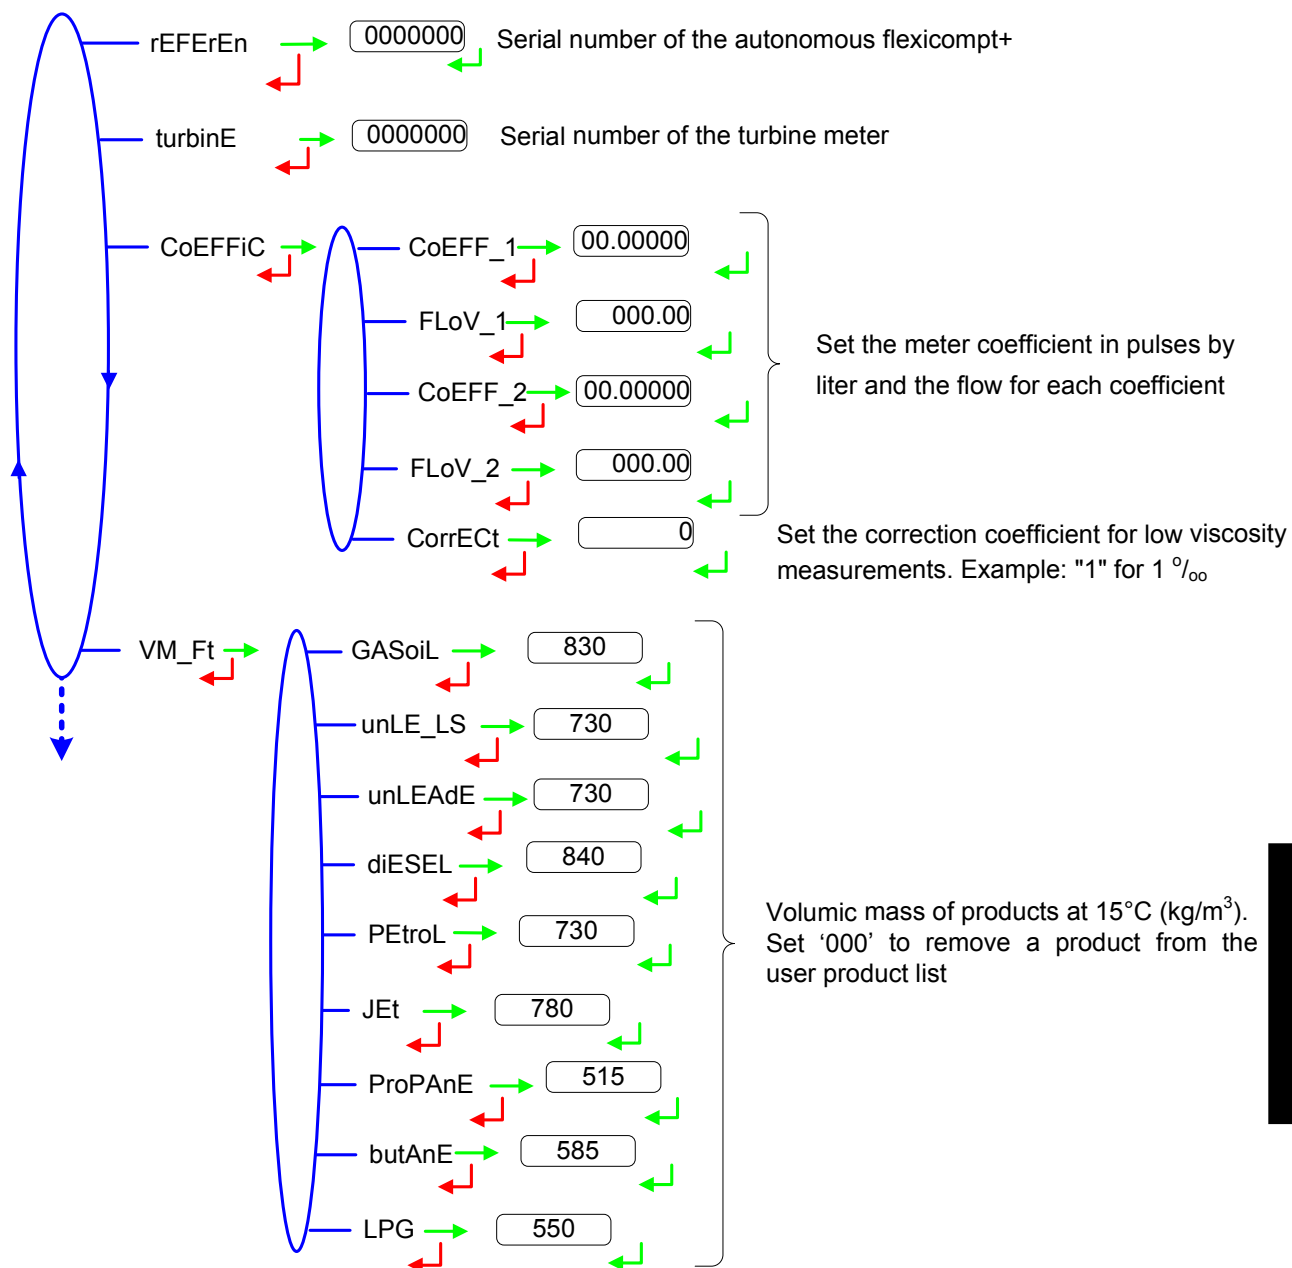 rEFErEn 0000000 Serial number of the autonomous flexicompt+
turbinE 0000000 Serial number of the turbine meter
CoEFFiC CoEFF_1 00.00000
FLoV_1 000.00
Set the meter coefficient in pulses by
liter and the flow for each coefficient
CoEFF_2 00.00000
FLoV_2 000.00
CorrECt 0 Set the correction coefficient for low viscosity
measurements. Example: "1" for 1 o/oo
VM_Ft GASoiL 830
unLE_LS 730
unLEAdE 730
diESEL 840
PEtroL 730
Volumic mass of products at 15°C (kg/m³).
Set ‘000’ to remove a product from the
user product list
JEt 780
ProPAnE 515
butAnE 585
LPG 550